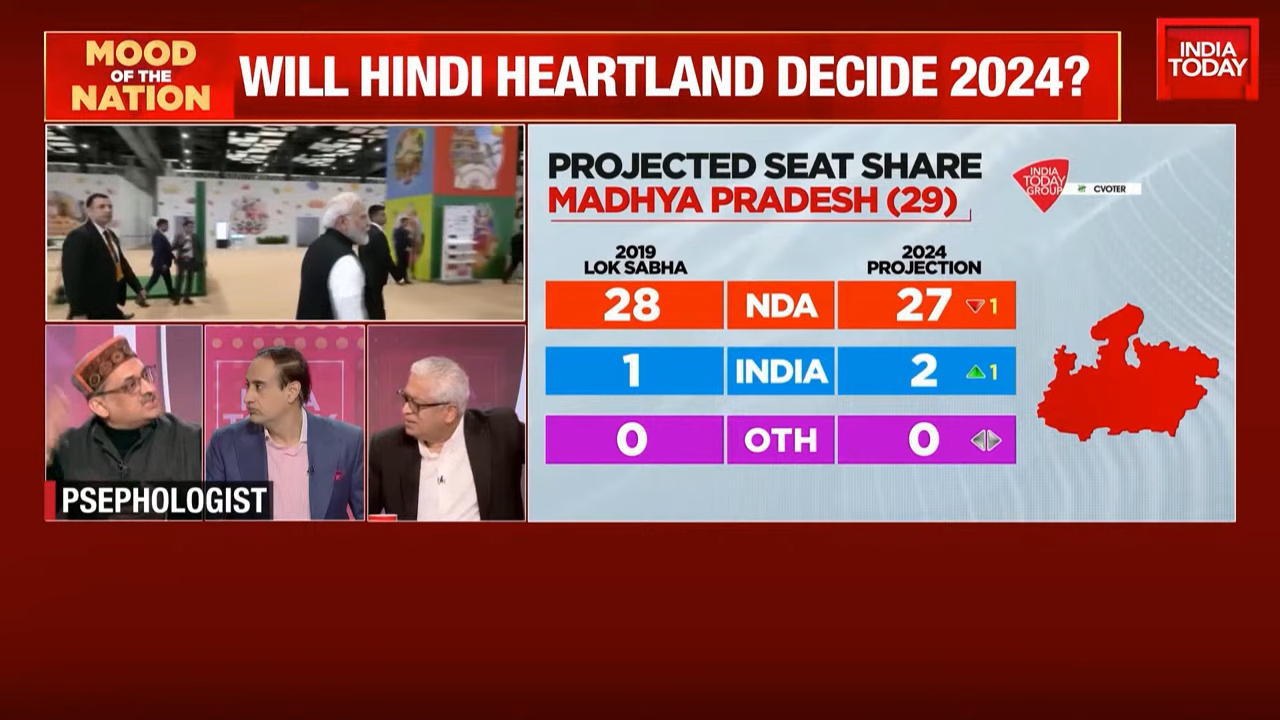 MOOD
OF THE
NATION
WILL HINDI HEARTLAND DECIDE 2024?
INDIA
TODAY
PROJECTED SEAT SHARE
MADHYA PRADESH (29)
INDIA
TODAY
GROUP
CVOTER
2019
LOK SABHA
2024
PROJECTION
28 NDA 27 1
1 INDIA 2 1
0 OTH 0
PSEPHOLOGIST